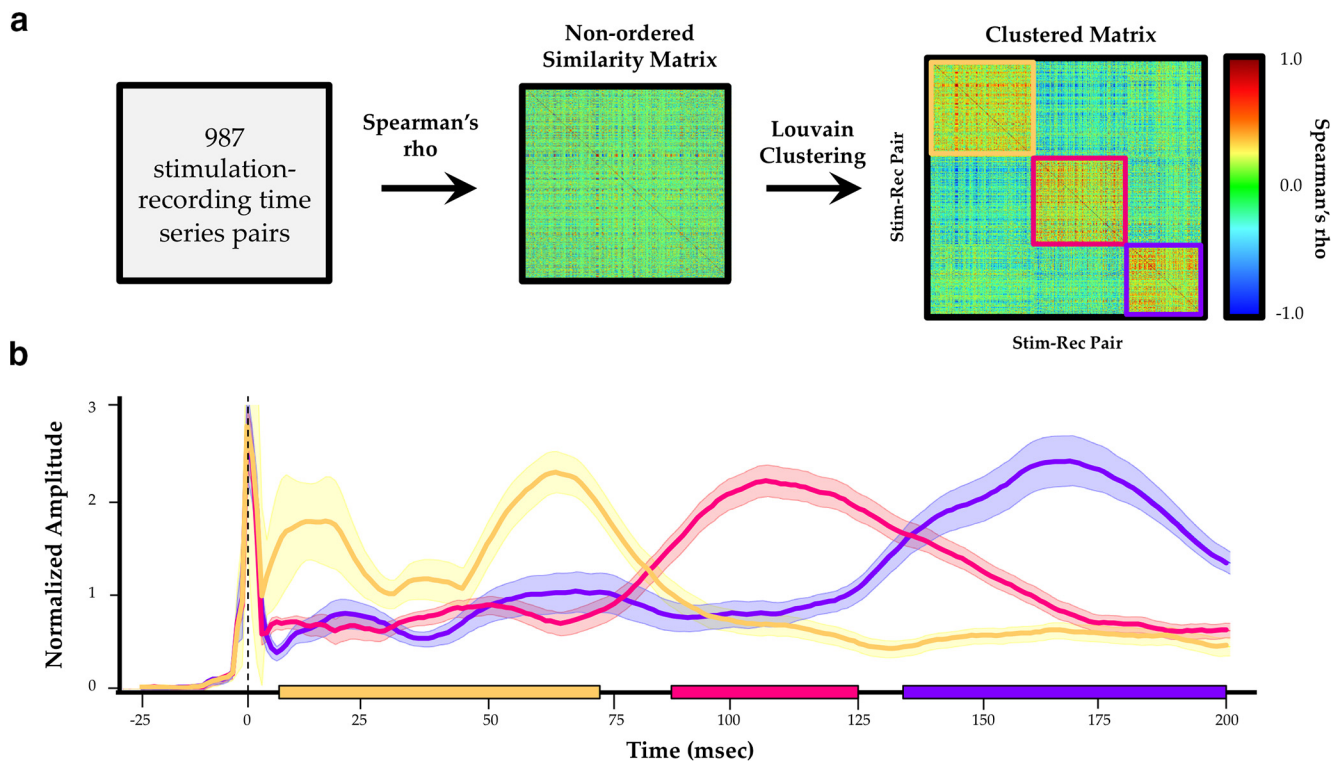 a
987
stimulation-
recording time
series pairs
Spearman's
rho
Non-ordered
Similarity Matrix
Louvain
Clustering
Clustered Matrix
Stim-Rec Pair
Stim-Rec Pair
1.0
0.0
-1.0
Spearman's rho
b
Normalized Amplitude
3
2
1
0
-25
0
25
50
75
100
125
150
175
200
Time (msec)